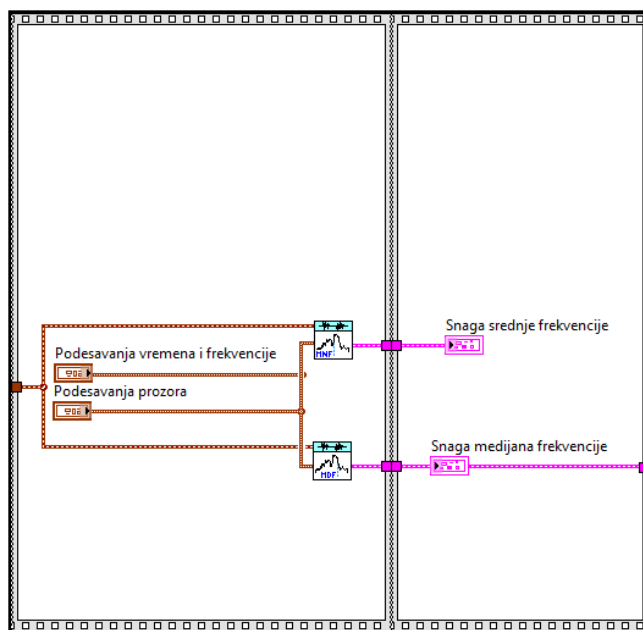 Snaga srednje frekvencije
MNF
Podesavanja vremena i frekvencije
Podesavanja prozora
Snaga medijana frekvencije
MDF